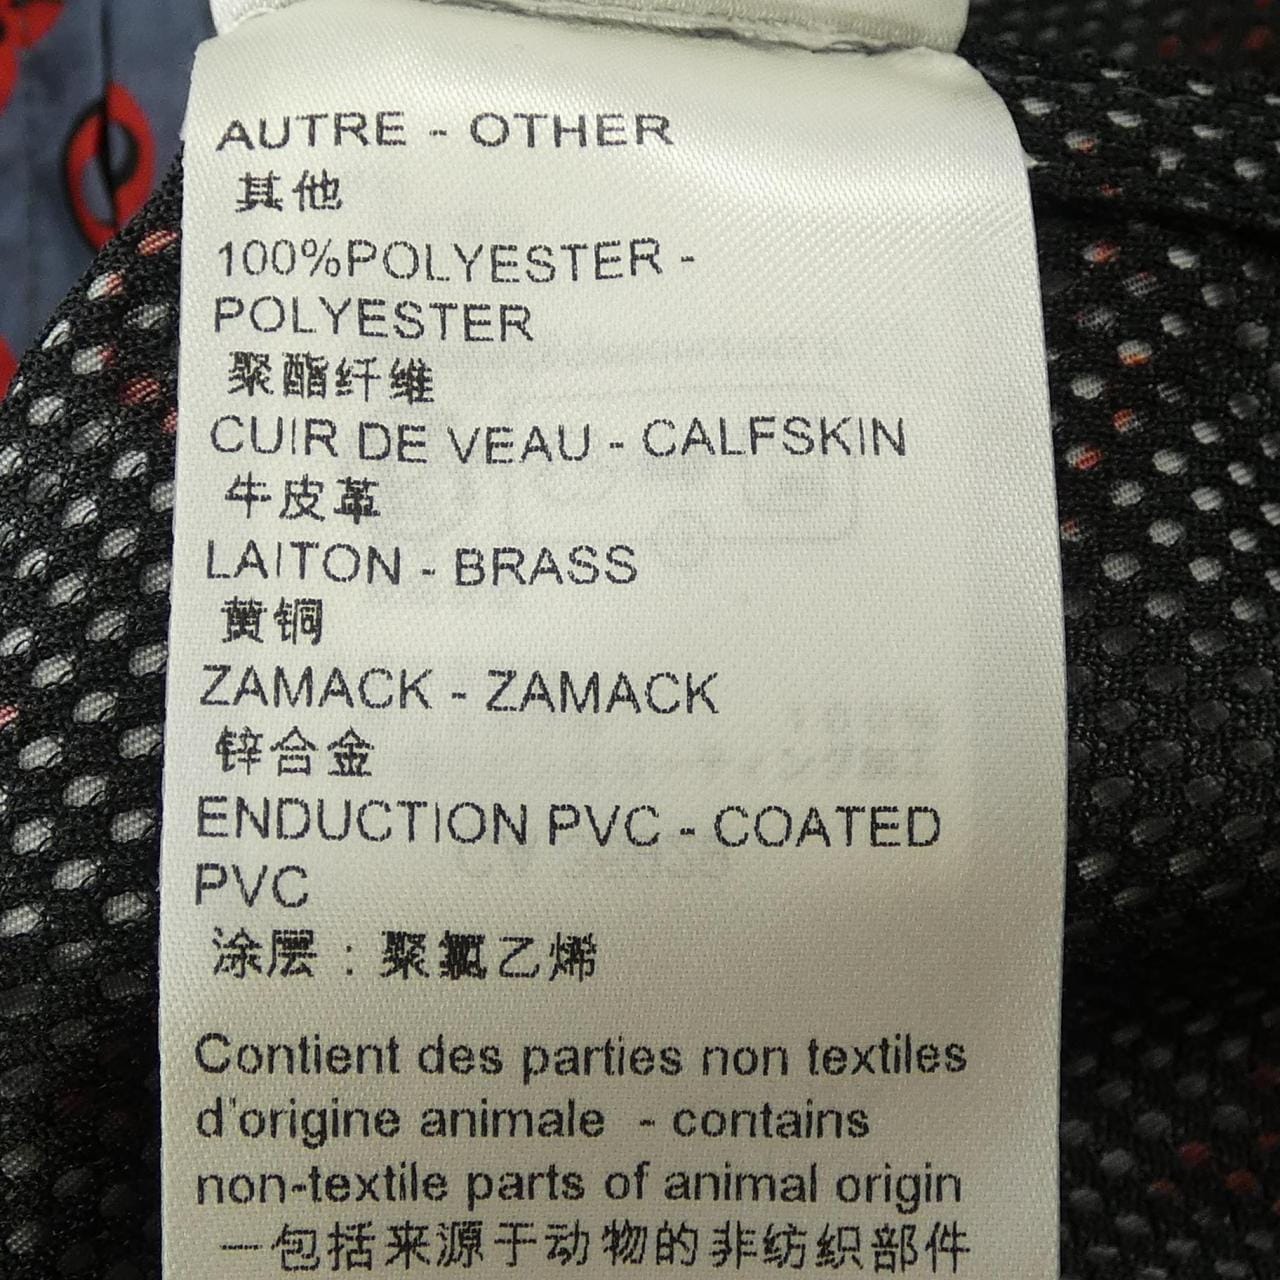 AUTRE - OTHER
其他
100%POLYESTER -
POLYESTER
聚酯纤维
CUIR DE VEAU - CALFSKIN
牛皮革
LAITON - BRASS
黄铜
ZAMACK - ZAMACK
锌合金
ENDUCTION PVC - COATED
PVC
涂层：聚氯乙烯
Contient des parties non textiles
d'origine animale - contains
non-textile parts of animal origin
一包括来源于动物的非纺织部件